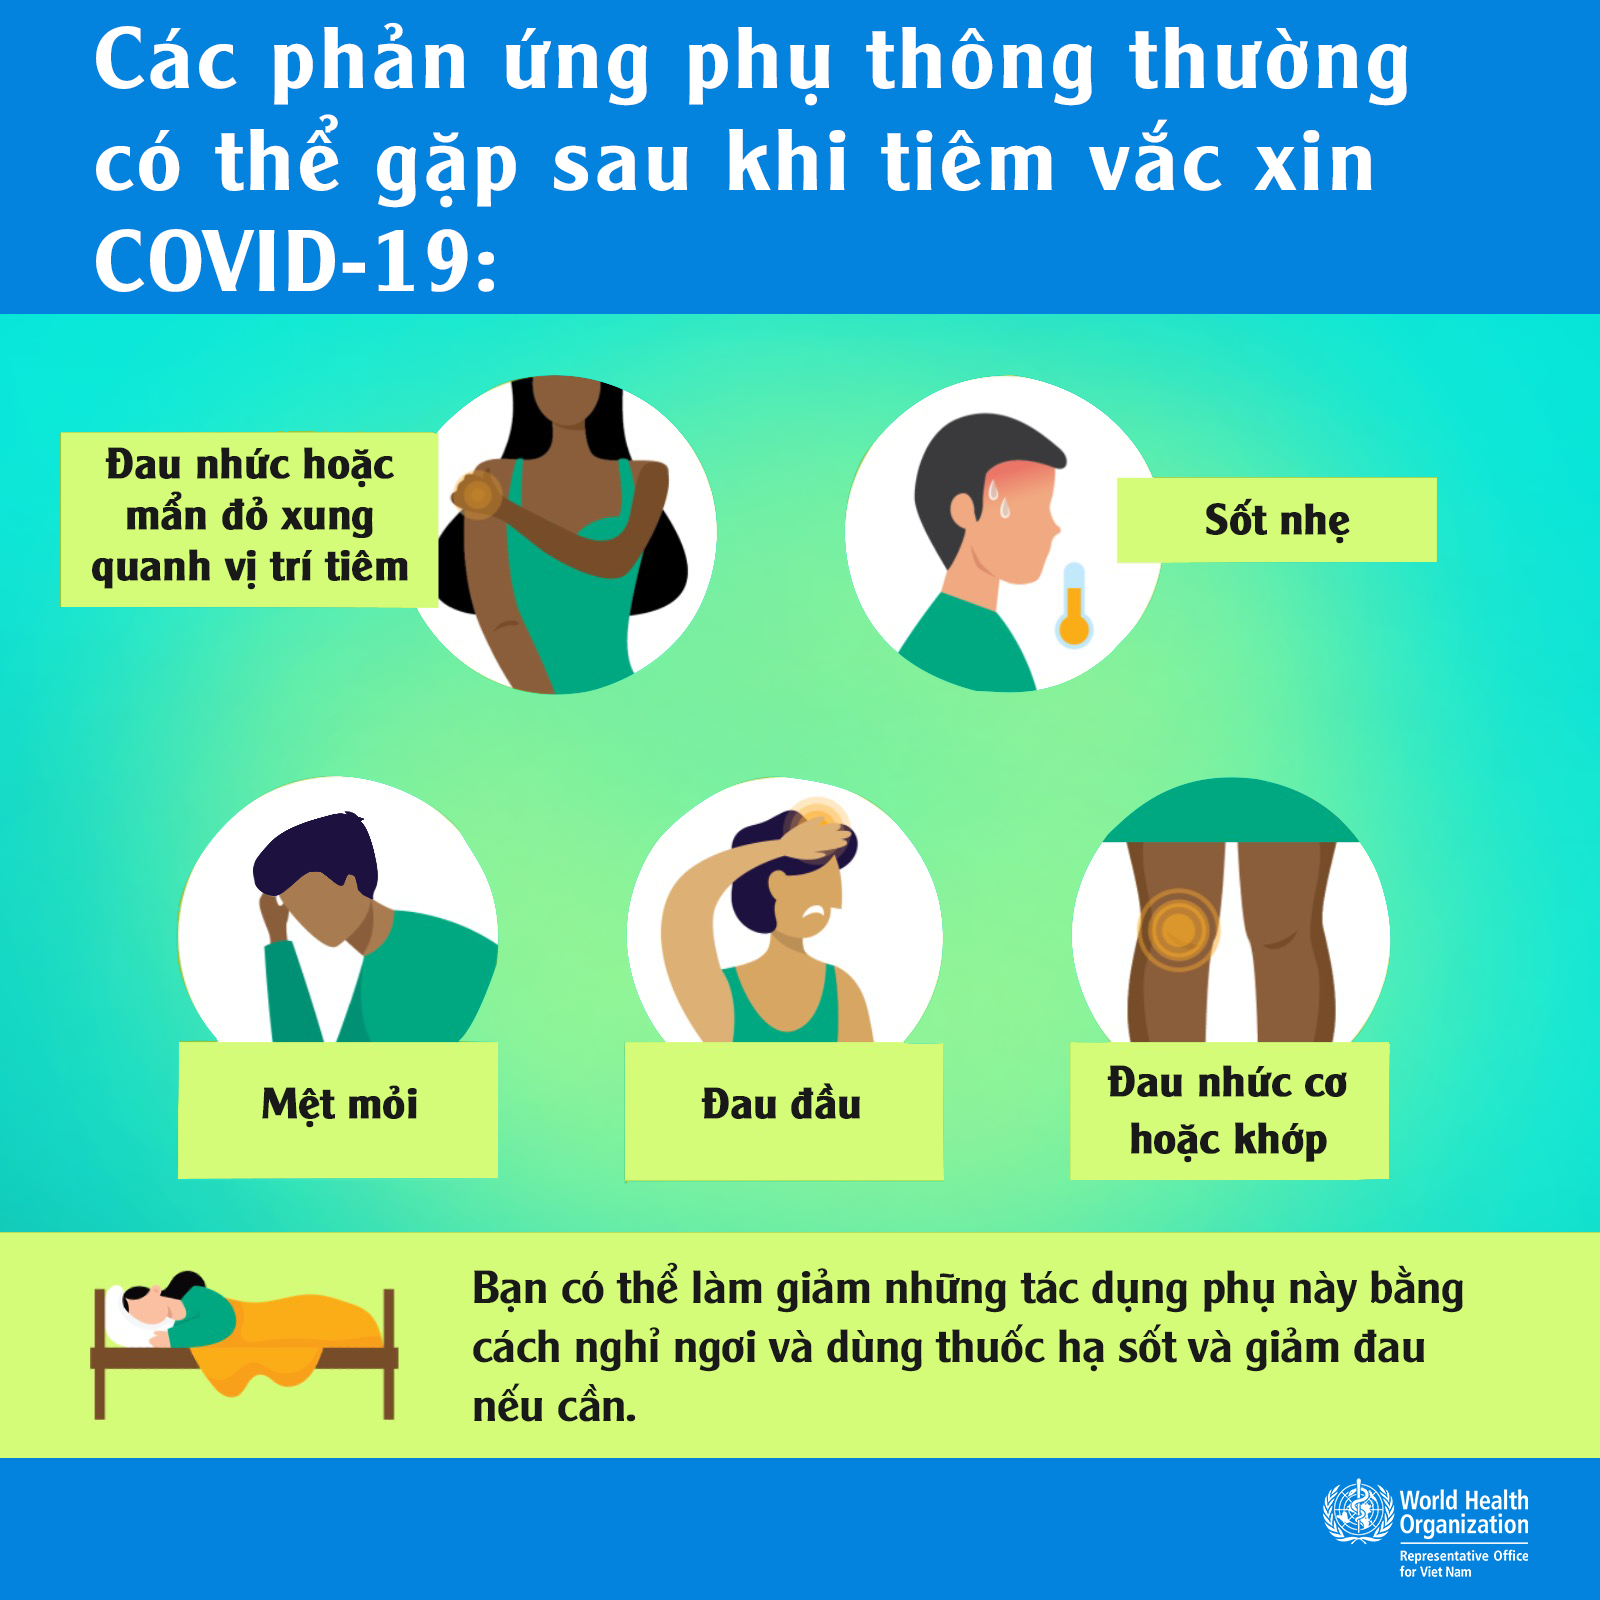 Các phản ứng phụ thông thường
có thể gặp sau khi tiêm vắc xin
COVID-19:
Đau nhức hoặc
mẩn đỏ xung
quanh vị trí tiêm
Sốt nhẹ
Mệt mỏi
Đau đầu
Đau nhức cơ
hoặc khớp
Bạn có thể làm giảm những tác dụng phụ này bằng
cách nghỉ ngơi và dùng thuốc hạ sốt và giảm đau
nếu cần.
World Health
Organization
Representative Office
for Viet Nam